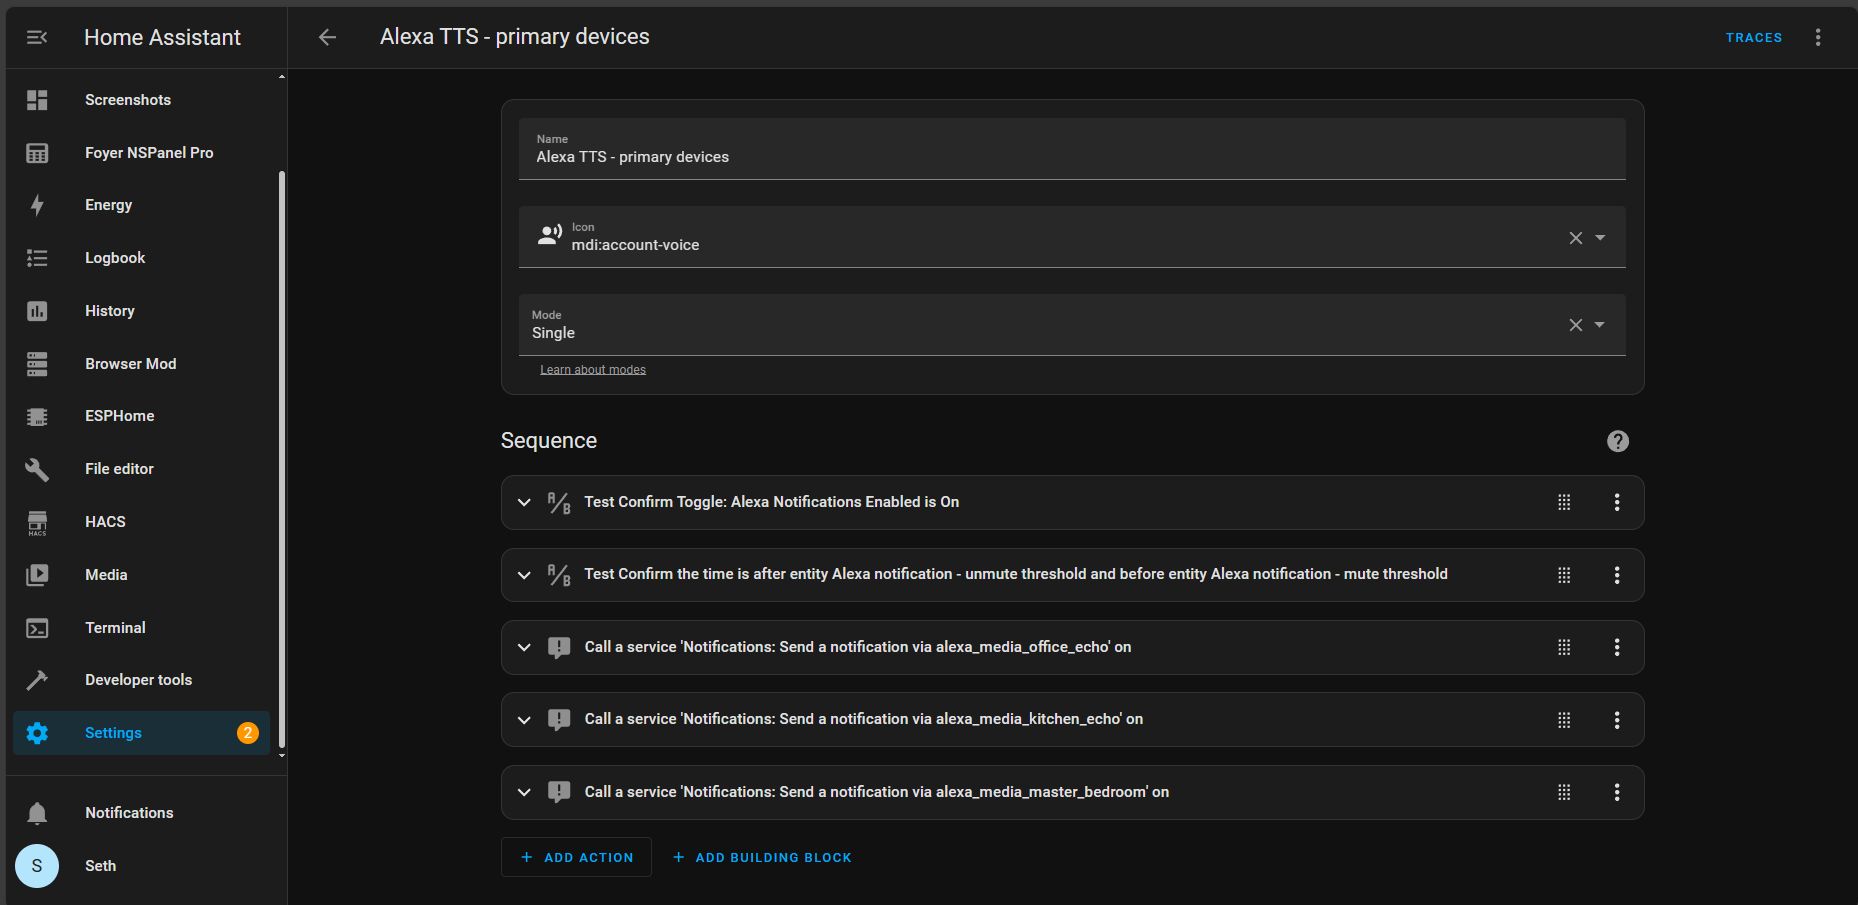 Home Assistant
Alexa TTS - primary devices
TRACES
Screenshots
Foyer NSPanel Pro
Energy
Logbook
History
Browser Mod
ESPHome
File editor
HACS
HACS
Media
Terminal
Developer tools
Settings
2
Notifications
S
Seth
Name
Alexa TTS - primary devices
Icon
mdi:account-voice
Mode
Single
Learn about modes
Sequence
A/B
Test Confirm Toggle: Alexa Notifications Enabled is On
A/B
Test Confirm the time is after entity Alexa notification - unmute threshold and before entity Alexa notification - mute threshold
Call a service 'Notifications: Send a notification via alexa_media_office_echo' on
Call a service 'Notifications: Send a notification via alexa_media_kitchen_echo' on
Call a service 'Notifications: Send a notification via alexa_media_master_bedroom' on
+ ADD ACTION
+ ADD BUILDING BLOCK